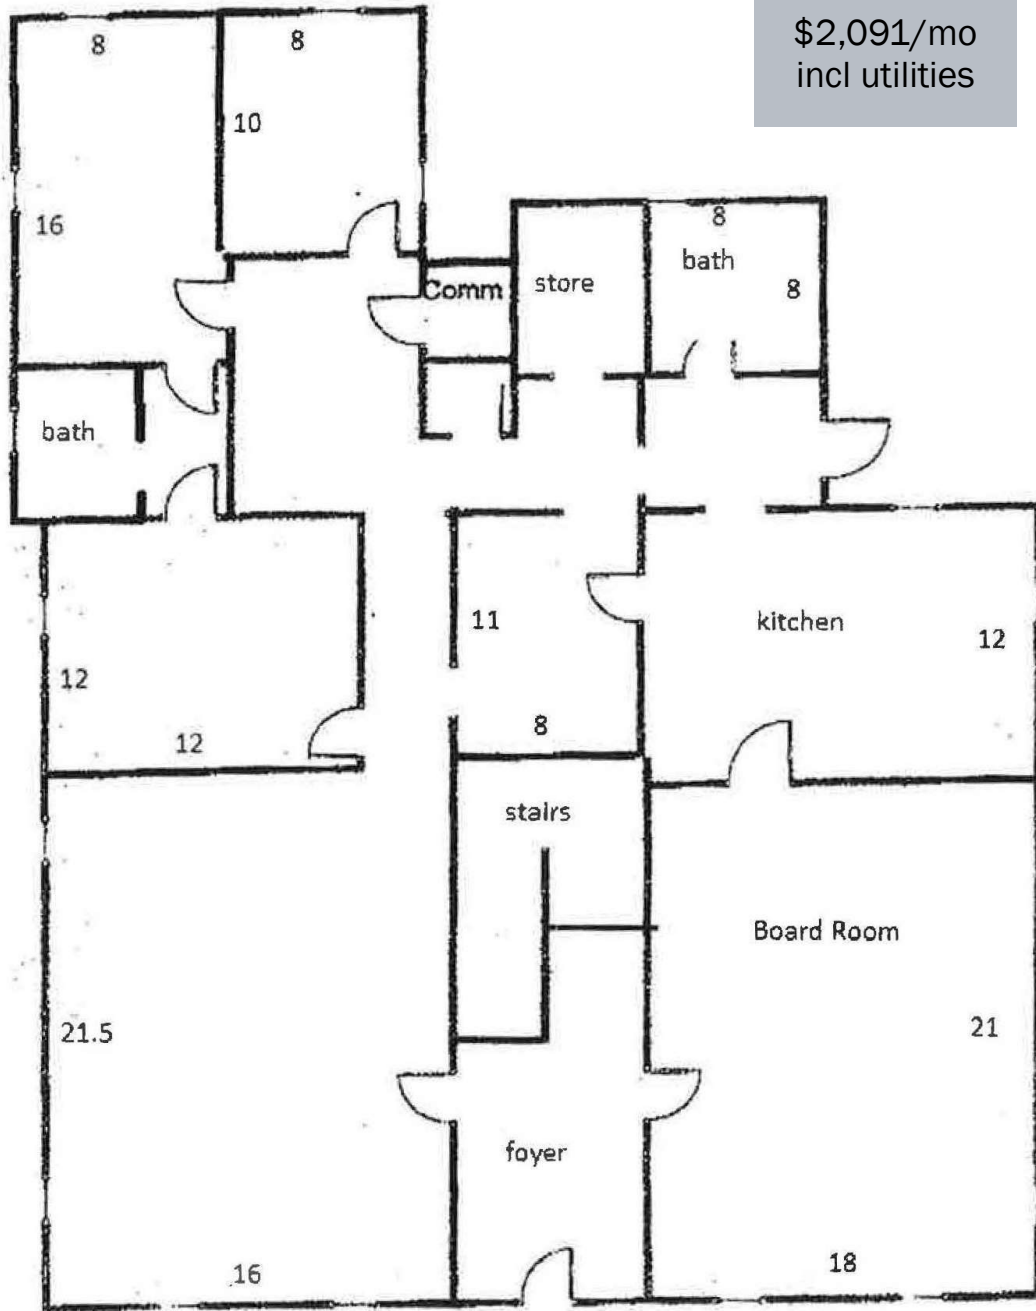 $2,091/mo
incl utilities
8
8
10
16
8
bath
8
store
Comm
bath
11
kitchen
12
12
8
12
stairs
Board Room
21.5
21
foyer
16
18